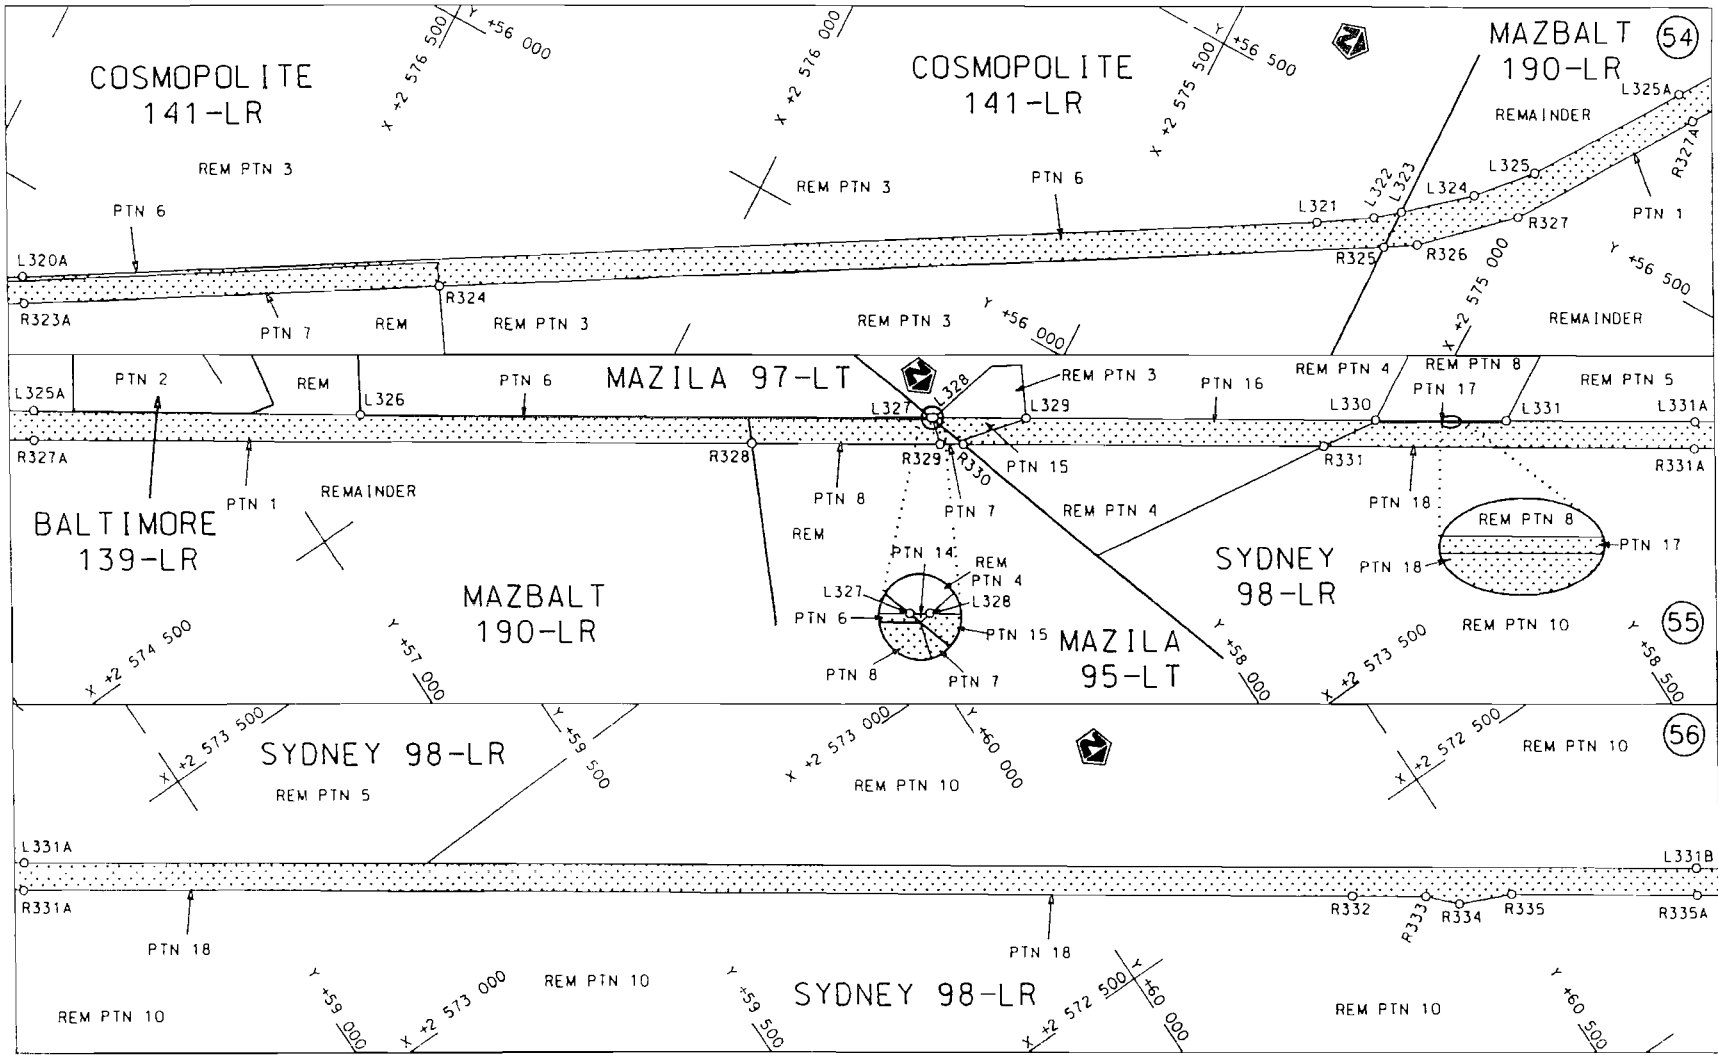 X +2 576 500
Y +56 000
X +2 576 000
X +2 575 500
Y +56 500
MAZBALT
190-LR
54
COSMOPOLITE
141-LR
COSMOPOLITE
141-LR
L325A
REMAINDER
R327A
REM PTN 3
REM PTN 3
PTN 6
L322
L323
L324
L325
PTN 6
L321
R327
PTN 1
L320A
R325
R326
Y +56 500
R323A
PTN 7
REM
R324
REM PTN 3
REM PTN 3
Y +56 000
X +2 575 000
REMAINDER
PTN 2
REM
PTN 6
MAZILA 97-LT
L328
REM PTN 3
PTN 16
REM PTN 4
REM PTN 8
PTN 17
REM PTN 5
L325A
L326
L327
L329
L330
L331
L331A
R327A
PTN 1
REMAINDER
R328
PTN 8
R329
R330
PTN 7
PTN 15
REM PTN 4
R331
PTN 18
R331A
BALTIMORE
139-LR
REM
PTN 14
REM
PTN 4
L327
L328
PTN 6
PTN 15
PTN 8
PTN 7
REM PTN 8
PTN 17
PTN 18
SYDNEY
98-LR
MAZBALT
190-LR
MAZILA
95-LT
REM PTN 10
55
X +2 574 500
Y +57 000
Y +58 000
X +2 573 500
Y +58 500
X +2 573 500
Y +59 500
X +2 573 000
Y +60 000
X +2 572 500
REM PTN 10
56
SYDNEY 98-LR
REM PTN 5
REM PTN 10
L331A
L331B
R331A
PTN 18
PTN 18
R332
R333
R334
R335
R335A
REM PTN 10
Y +59 000
X +2 573 000
REM PTN 10
Y +59 500
SYDNEY 98-LR
X +2 572 500
Y +60 000
REM PTN 10
Y +60 500